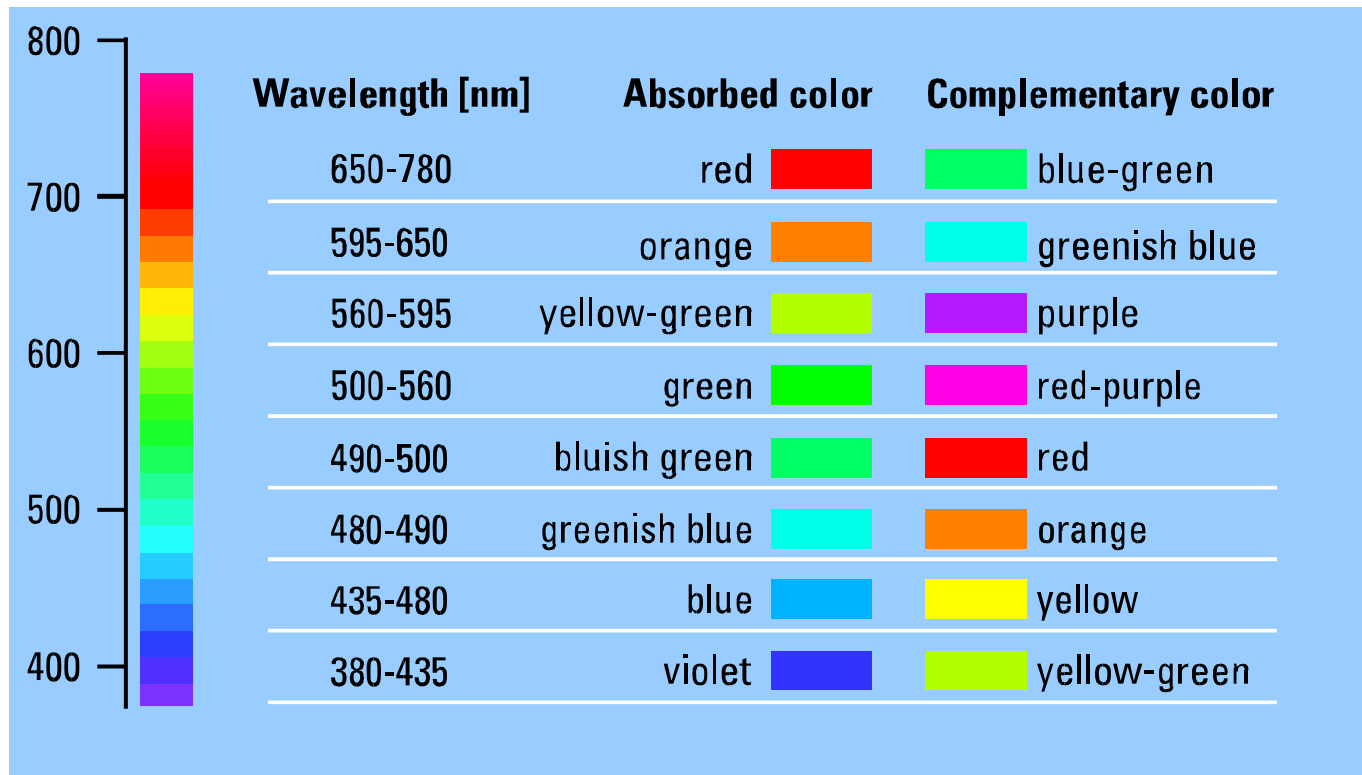 800
700
600
500
400
Wavelength [nm] Absorbed color Complementary color
650-780 red blue-green
595-650 orange greenish blue
560-595 yellow-green purple
500-560 green red-purple
490-500 bluish green red
480-490 greenish blue orange
435-480 blue yellow
380-435 violet yellow-green